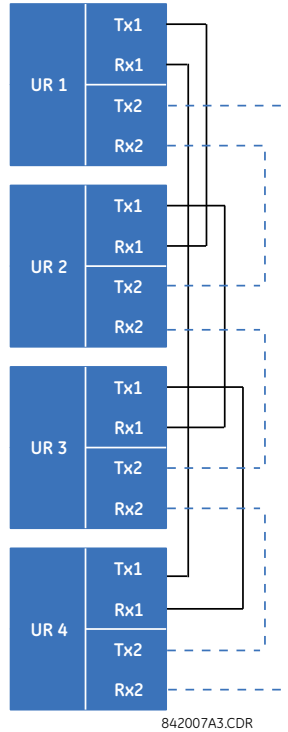 Tx1
Rx1
UR 1
Tx2
Rx2
Tx1
Rx1
UR 2
Tx2
Rx2
Tx1
Rx1
UR 3
Tx2
Rx2
Tx1
Rx1
UR 4
Tx2
Rx2
842007A3.CDR